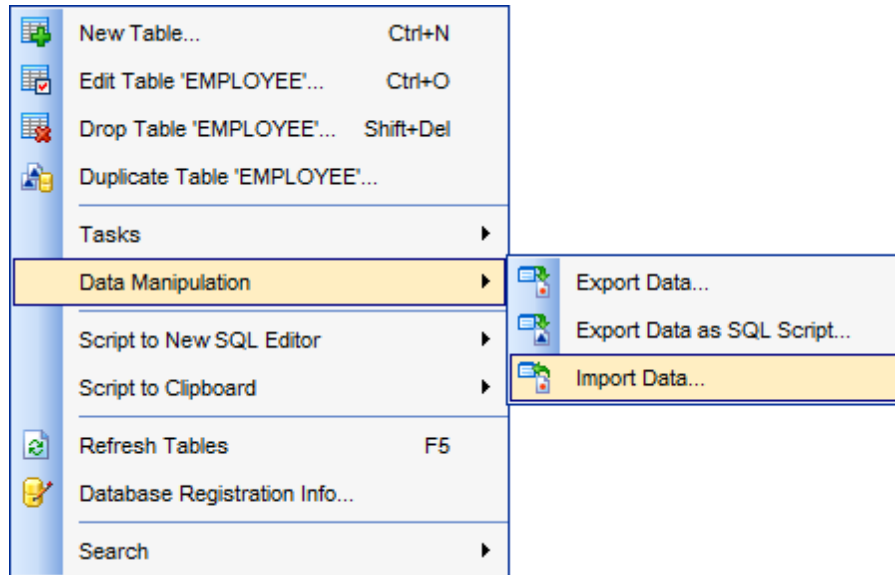 New Table... Ctrl+N
Edit Table 'EMPLOYEE'... Ctrl+O
Drop Table 'EMPLOYEE'... Shift+Del
Duplicate Table 'EMPLOYEE'...
Tasks
Data Manipulation
Export Data...
Export Data as SQL Script...
Import Data...
Script to New SQL Editor
Script to Clipboard
Refresh Tables F5
Database Registration Info...
Search